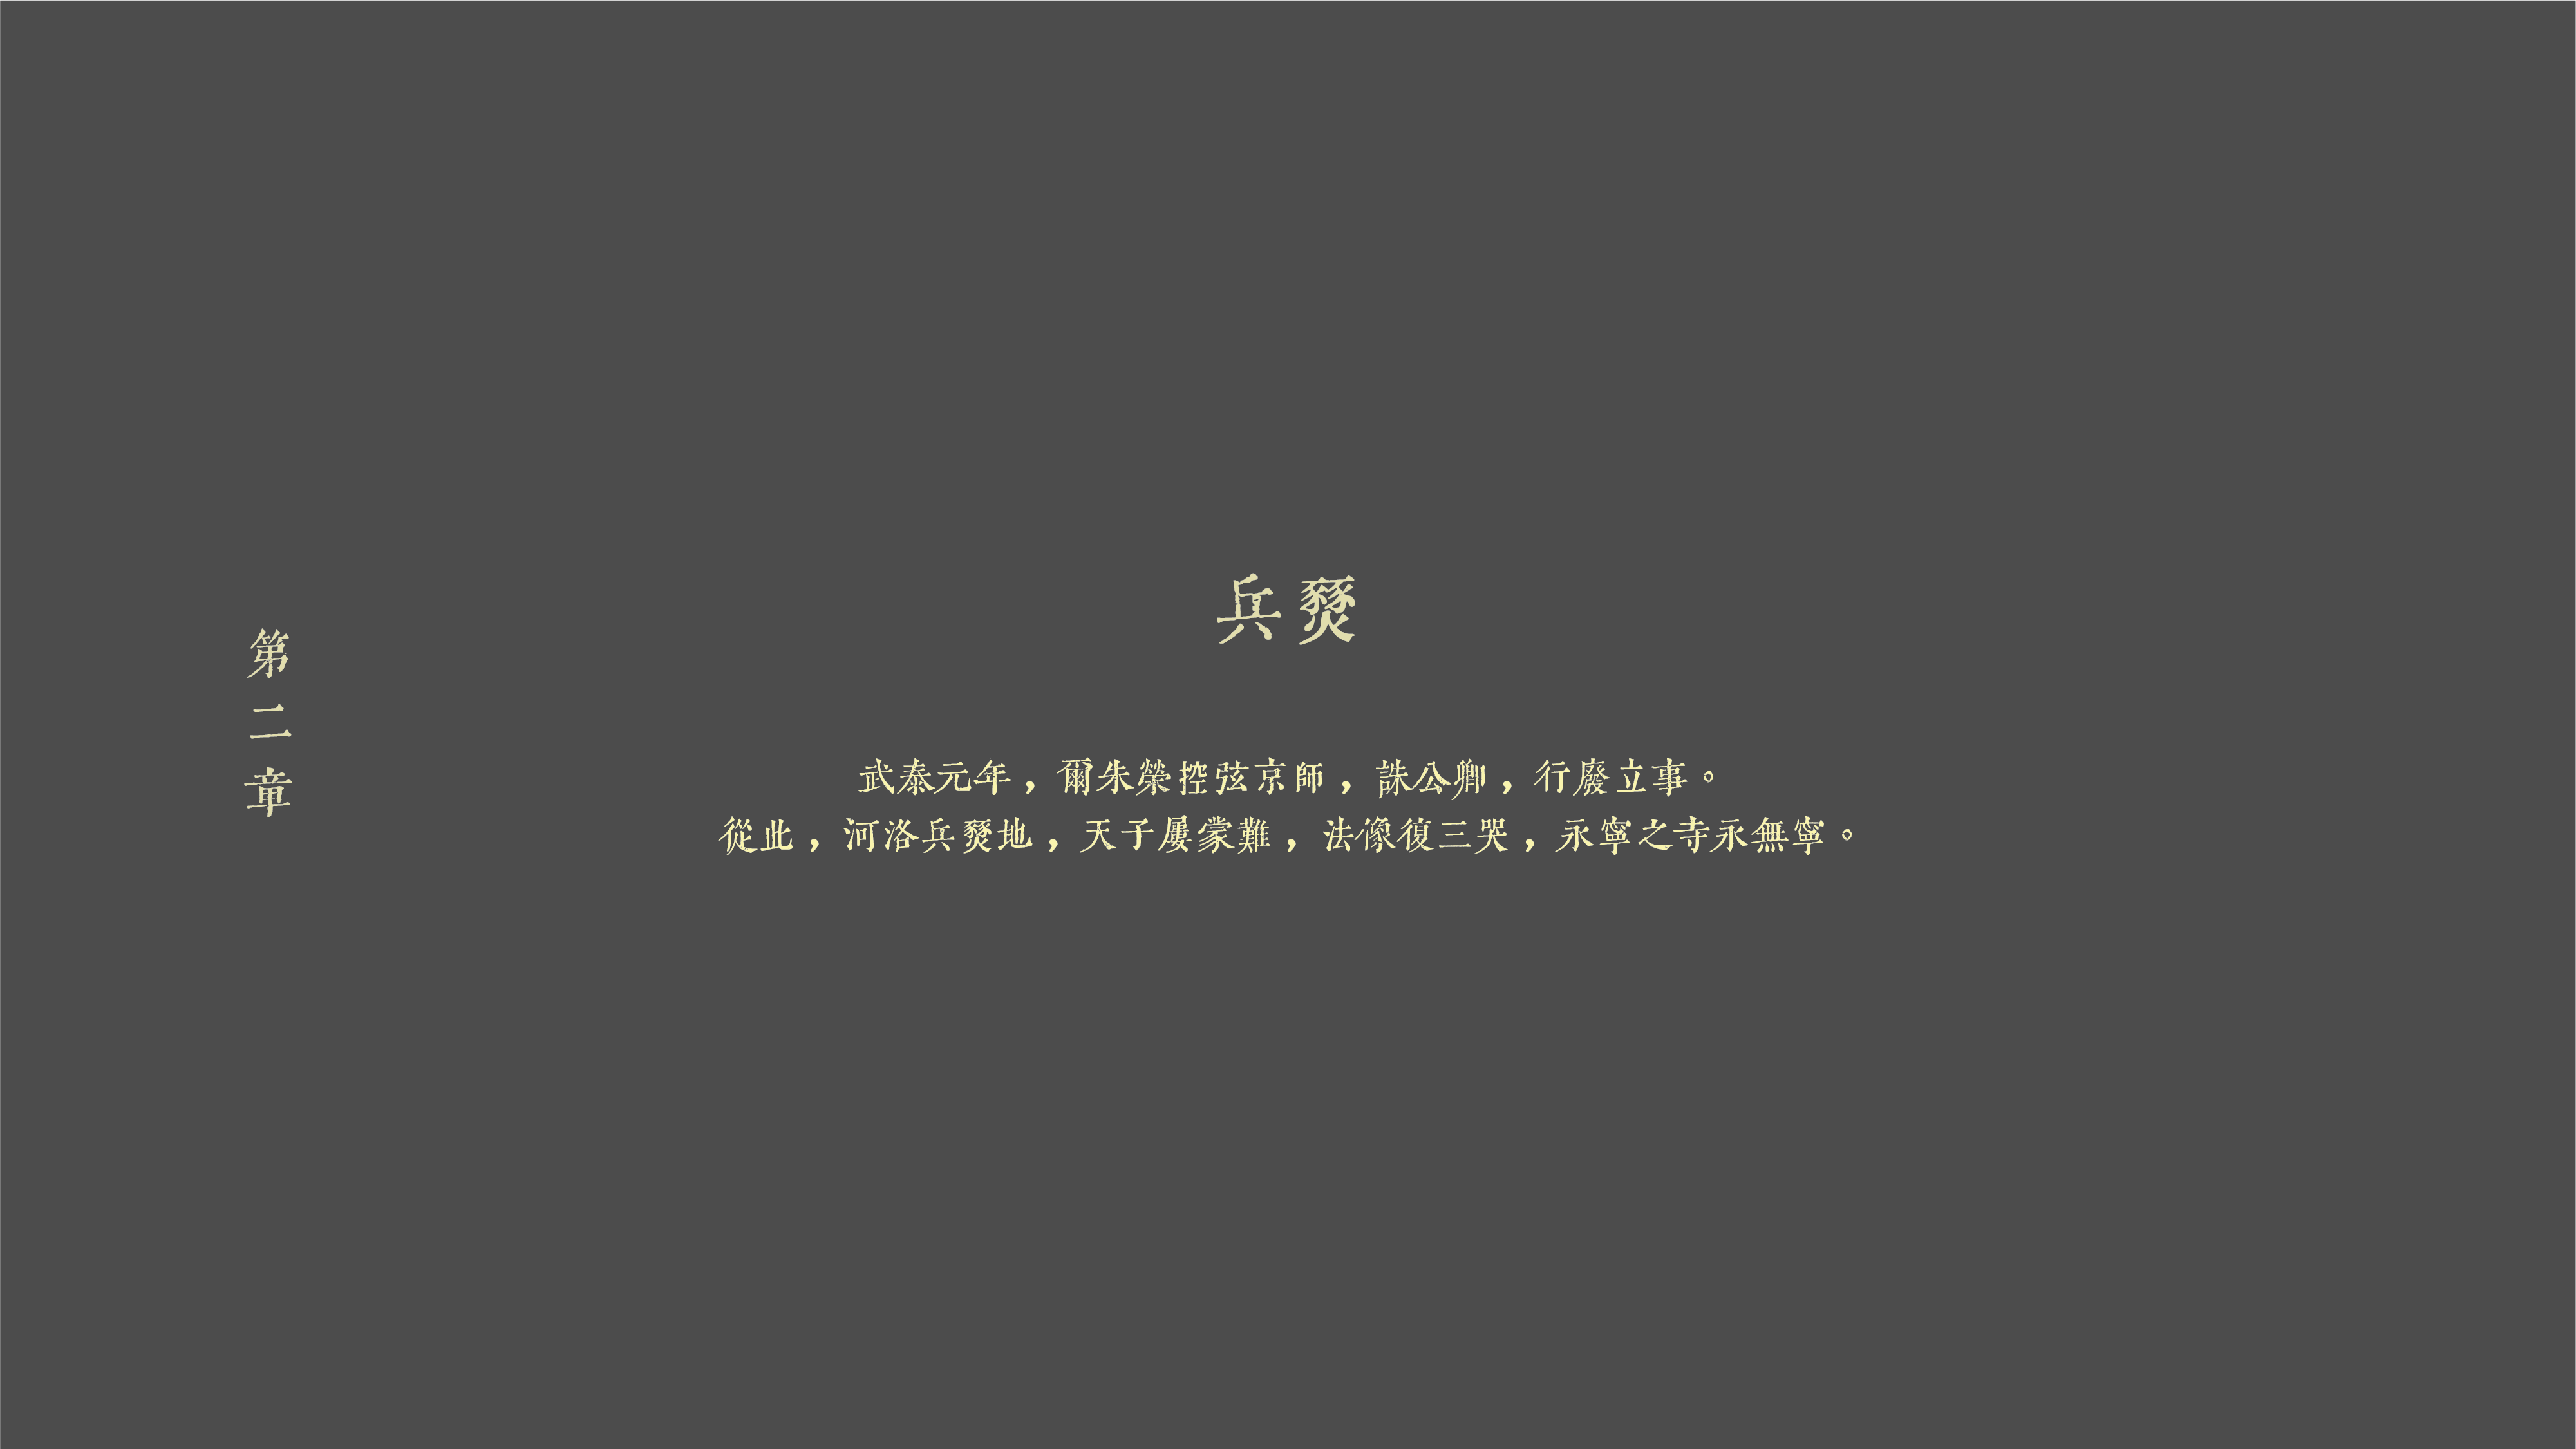 第二章
兵燹
武泰元年，爾朱榮控弦京師，誅公卿，行廢立事。
從此，河洛兵燹地，天子屢蒙難，法像復三哭，永寧之寺永無寧。